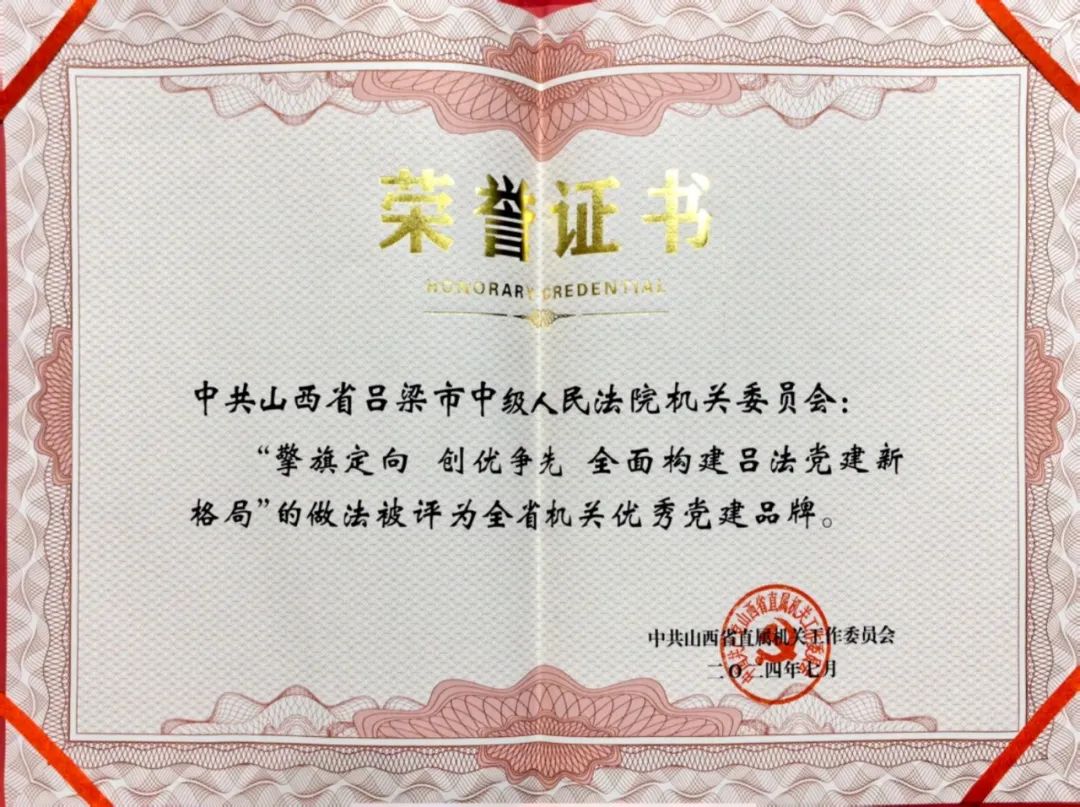 荣誉证书
HONORARY CREDENTIAL
中共山西省吕梁市中级人民法院机关委员会：
“擎旗定向 创优争先 全面构建吕法党建新
格局”的做法被评为全省机关优秀党建品牌。
中共山西省直属机关工作委员会
二〇二四年七月